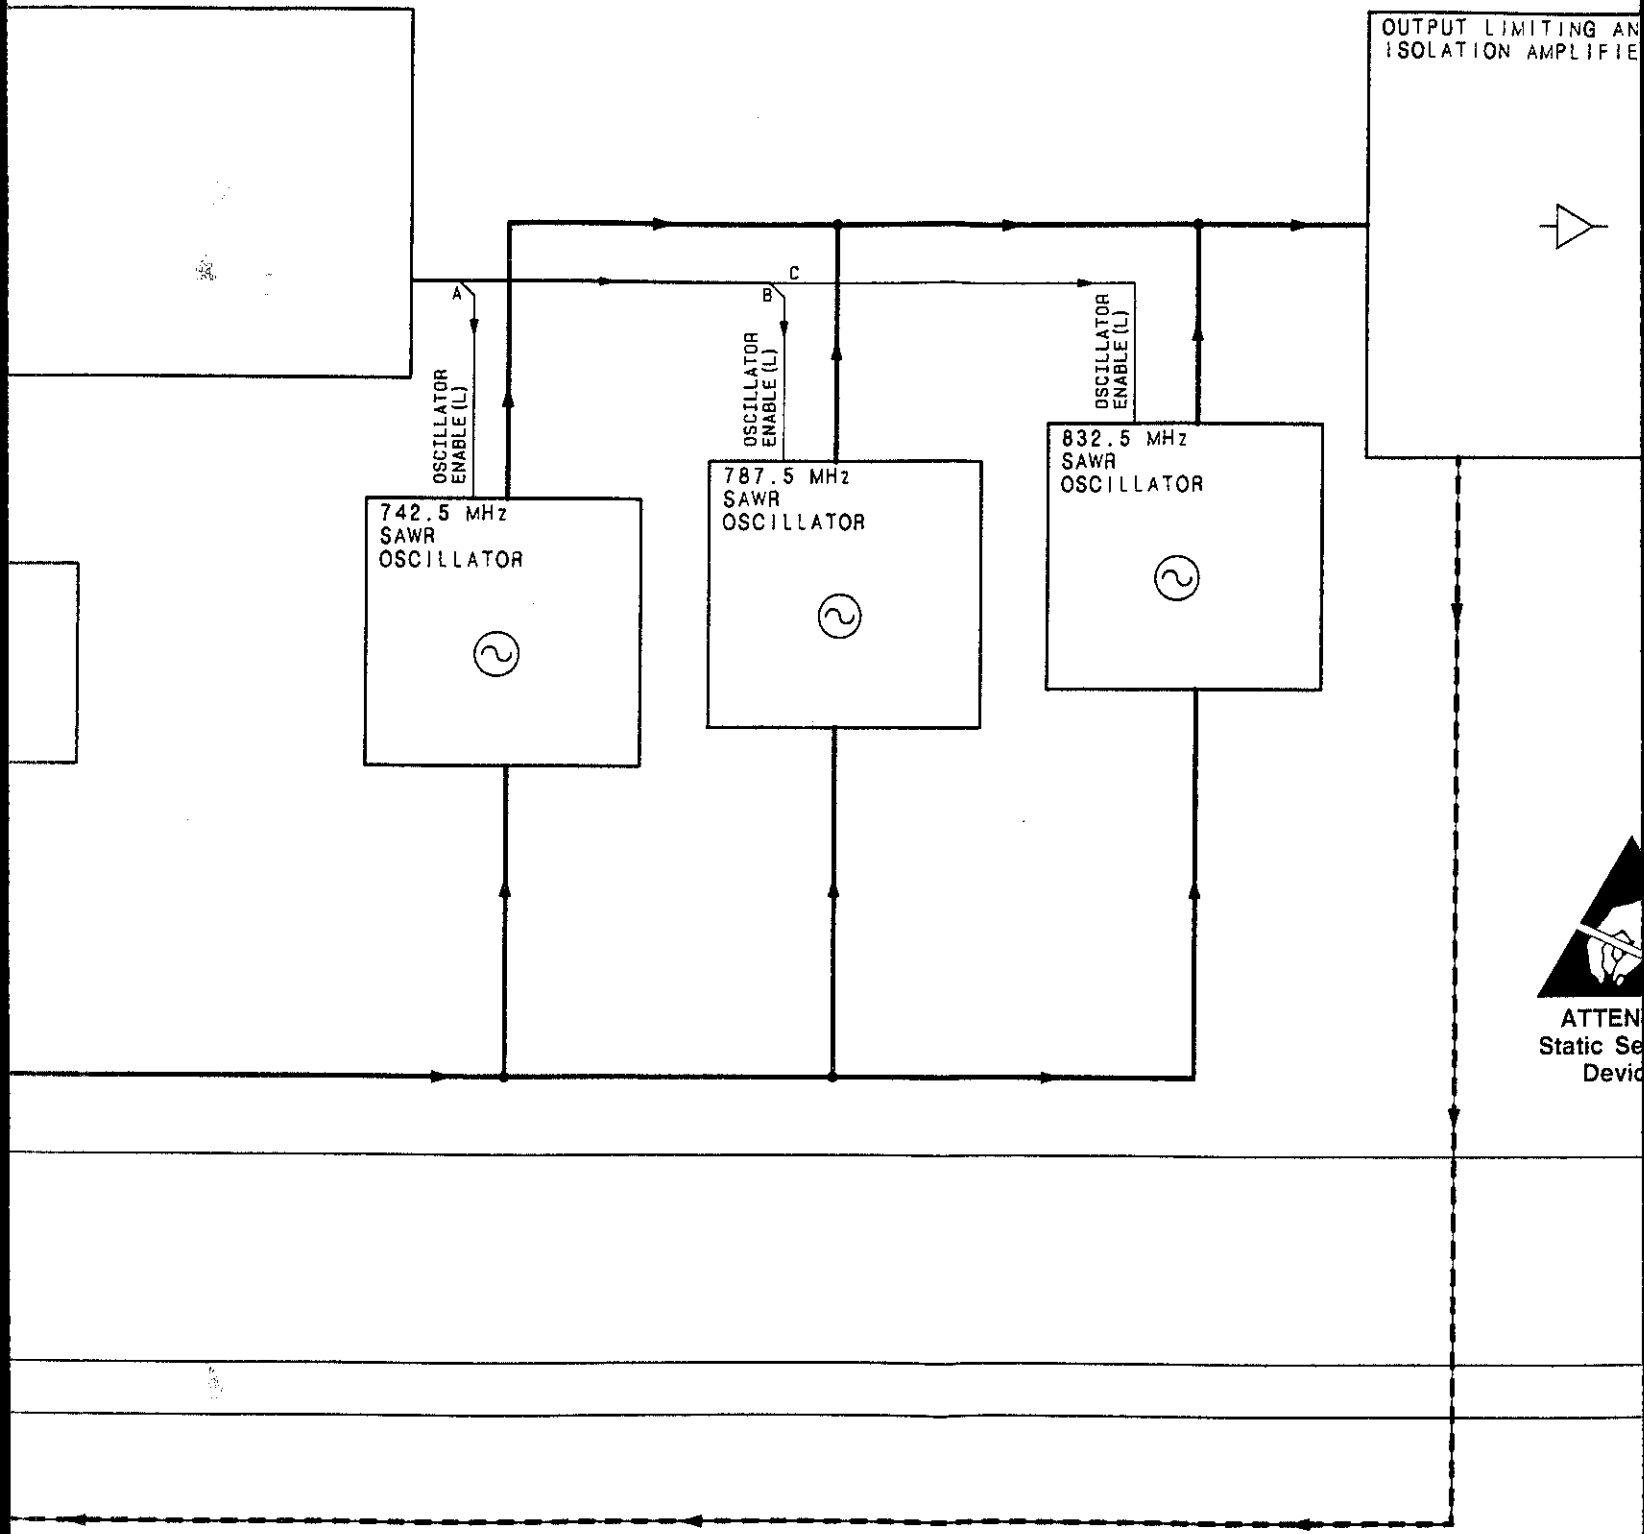 OUTPUT LIMITING AN
ISOLATION AMPLIFIE
C
A
B
OSCILLATOR
ENABLE(L)
OSCILLATOR
ENABLE(L)
OSCILLATOR
ENABLE(L)
832.5 MHz
SAWR
OSCILLATOR
787.5 MHz
SAWR
OSCILLATOR
742.5 MHz
SAWR
OSCILLATOR
ATTEN
Static Se
Devic